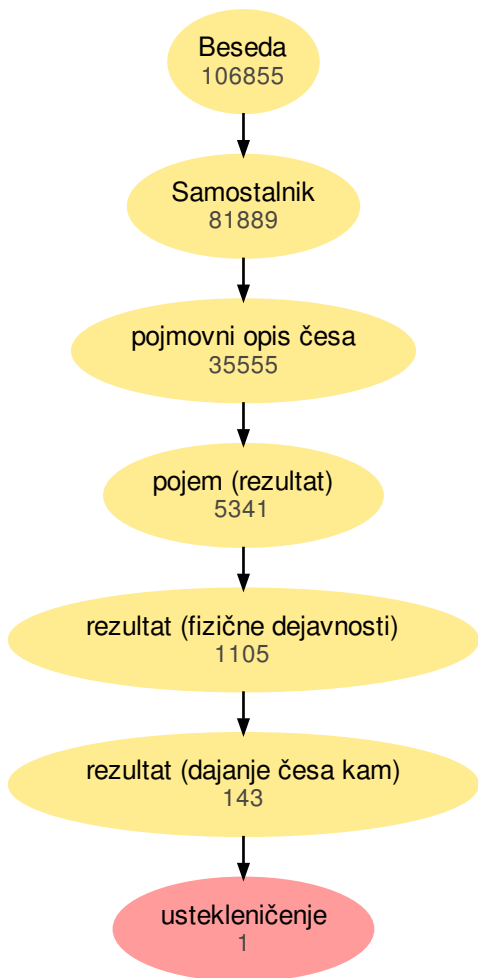 Beseda
106855
Samostalnik
81889
pojmovni opis česa
35555
pojem (rezultat)
5341
rezultat (fizične dejavnosti)
1105
rezultat (dajanje česa kam)
143
ustekleničenje
1